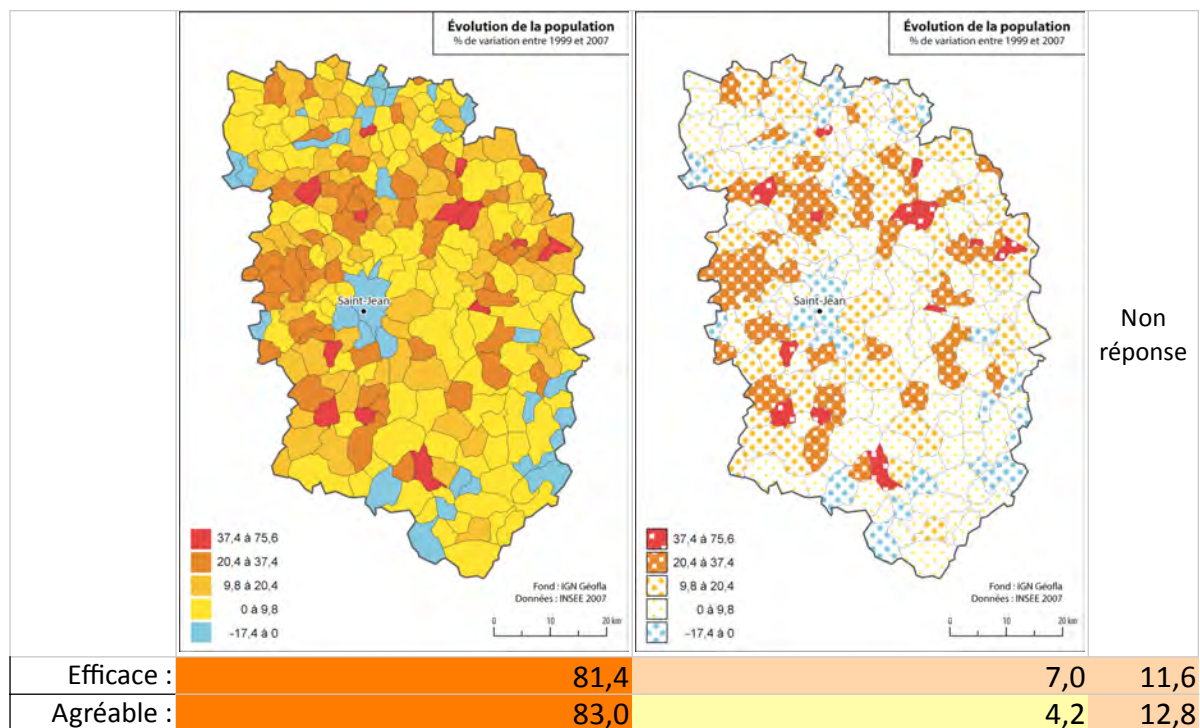 Évolution de la population
% de variation entre 1999 et 2007
Saint-Jean
37,4 à 75,6
20,4 à 37,4
9,8 à 20,4
0 à 9,8
-17,4 à 0
Fond : IGN Géofla
Données : INSEE 2007
0 10 20 km
Évolution de la population
% de variation entre 1999 et 2007
Saint-Jean
37,4 à 75,6
20,4 à 37,4
9,8 à 20,4
0 à 9,8
-17,4 à 0
Fond : IGN Géofla
Données : INSEE 2007
0 10 20 km
Non
réponse
Efficace : 81,4 7,0 11,6
Agréable : 83,0 4,2 12,8